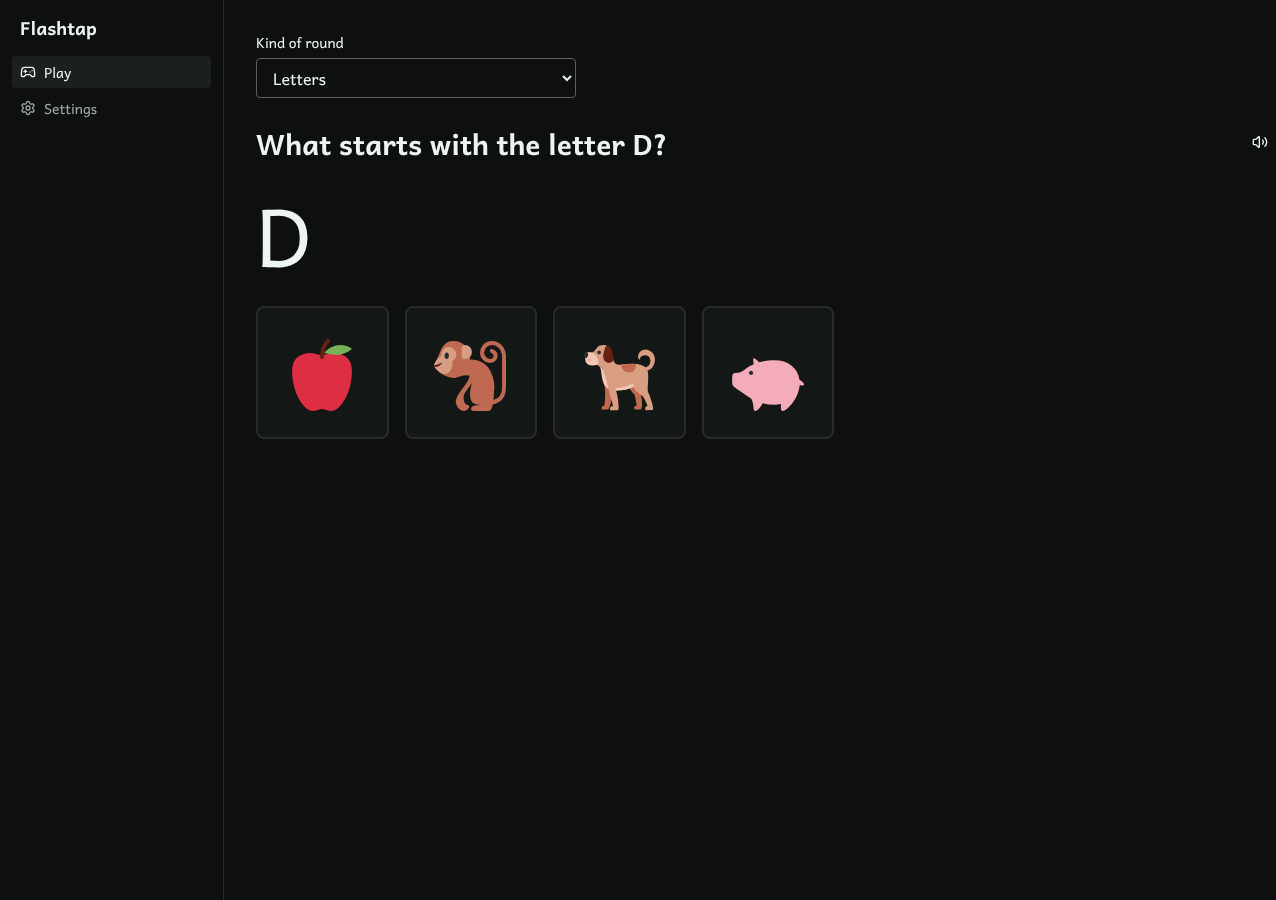 Flashtap
Play
Settings
Kind of round
Letters
What starts with the letter D?
D